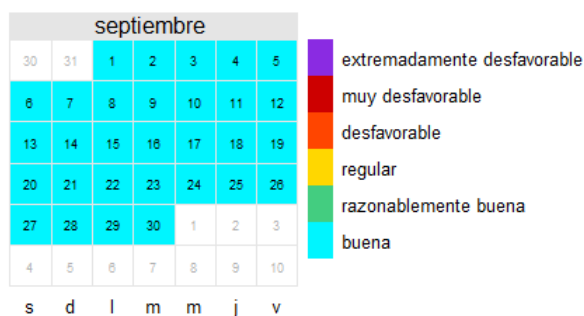 septiembre
30 31 1 2 3 4 5
6 7 8 9 10 11 12
13 14 15 16 17 18 19
20 21 22 23 24 25 26
27 28 29 30 1 2 3
4 5 6 7 8 9 10
s d l m m j v
extremadamente desfavorable
muy desfavorable
desfavorable
regular
razonablemente buena
buena